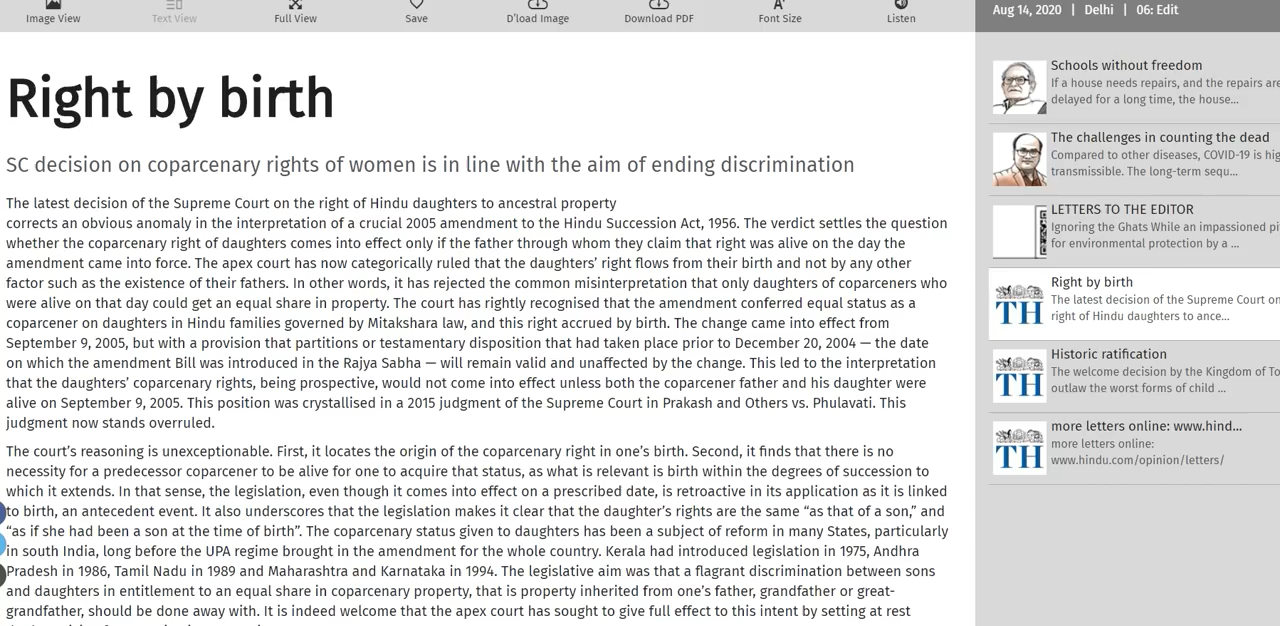 Image View
Text View
Full View
Save
D'load Image
Download PDF
Font Size
Listen
Aug 14, 2020 | Delhi | 06: Edit
Right by birth
SC decision on coparcenary rights of women is in line with the aim of ending discrimination
The latest decision of the Supreme Court on the right of Hindu daughters to ancestral property
corrects an obvious anomaly in the interpretation of a crucial 2005 amendment to the Hindu Succession Act, 1956. The verdict settles the question
whether the coparcenary right of daughters comes into effect only if the father through whom they claim that right was alive on the day the
amendment came into force. The apex court has now categorically ruled that the daughters’ right flows from their birth and not by any other
factor such as the existence of their fathers. In other words, it has rejected the common misinterpretation that only daughters of coparceners who
were alive on that day could get an equal share in property. The court has rightly recognised that the amendment conferred equal status as a
coparcener on daughters in Hindu families governed by Mitakshara law, and this right accrued by birth. The change came into effect from
September 9, 2005, but with a provision that partitions or testamentary disposition that had taken place prior to December 20, 2004 — the date
on which the amendment Bill was introduced in the Rajya Sabha — will remain valid and unaffected by the change. This led to the interpretation
that the daughters’ coparcenary rights, being prospective, would not come into effect unless both the coparcener father and his daughter were
alive on September 9, 2005. This position was crystallised in a 2015 judgment of the Supreme Court in Prakash and Others vs. Phulavati. This
judgment now stands overruled.
The court’s reasoning is unexceptionable. First, it locates the origin of the coparcenary right in one’s birth. Second, it finds that there is no
necessity for a predecessor coparcener to be alive for one to acquire that status, as what is relevant is birth within the degrees of succession to
which it extends. In that sense, the legislation, even though it comes into effect on a prescribed date, is retroactive in its application as it is linked
to birth, an antecedent event. It also underscores that the legislation makes it clear that the daughter’s rights are the same “as that of a son,” and
“as if she had been a son at the time of birth”. The coparcenary status given to daughters has been a subject of reform in many States, particularly
in south India, long before the UPA regime brought in the amendment for the whole country. Kerala had introduced legislation in 1975, Andhra
Pradesh in 1986, Tamil Nadu in 1989 and Maharashtra and Karnataka in 1994. The legislative aim was that a flagrant discrimination between sons
and daughters in entitlement to an equal share in coparcenary property, that is property inherited from one’s father, grandfather or great-
grandfather, should be done away with. It is indeed welcome that the apex court has sought to give full effect to this intent by setting at rest
Schools without freedom
If a house needs repairs, and the repairs are
delayed for a long time, the house...
The challenges in counting the dead
Compared to other diseases, COVID-19 is hig
transmissible. The long-term sequ...
LETTERS TO THE EDITOR
Ignoring the Ghats While an impassioned pi
for environmental protection by a ...
TH
Right by birth
The latest decision of the Supreme Court on
right of Hindu daughters to ance...
TH
Historic ratification
The welcome decision by the Kingdom of To
outlaw the worst forms of child ...
TH
more letters online: www.hind...
more letters online:
www.hindu.com/opinion/letters/